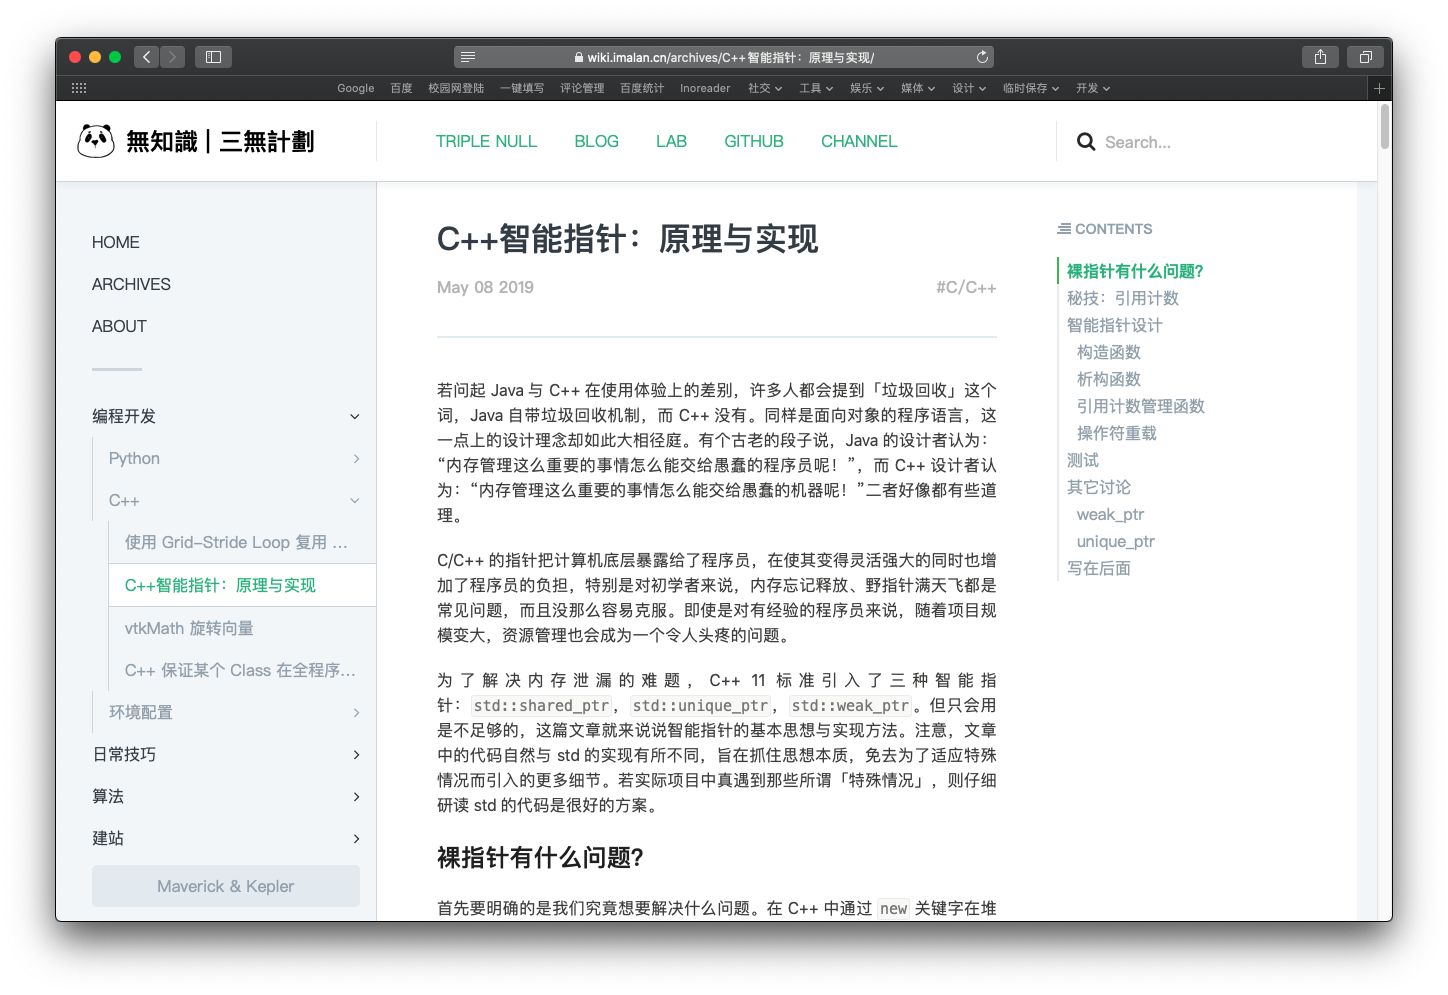 wiki.imalan.cn/archives/C++智能指针：原理与实现/
Google 百度 校园网登陆 一键填写 评论管理 百度统计 Inoreader 社交 工具 娱乐 媒体 设计 临时保存 开发
無知識 | 三無計劃
TRIPLE NULL BLOG LAB GITHUB CHANNEL
Search...
HOME
ARCHIVES
ABOUT
编程开发
Python
C++
使用 Grid-Stride Loop 复用 ...
C++智能指针：原理与实现
vtkMath 旋转向量
C++ 保证某个 Class 在全程序...
环境配置
日常技巧
算法
建站
Maverick & Kepler
C++智能指针：原理与实现
May 08 2019 #C/C++
若问起 Java 与 C++ 在使用体验上的差别，许多人都会提到「垃圾回收」这个
词，Java 自带垃圾回收机制，而 C++ 没有。同样是面向对象的程序语言，这
一点上的设计理念却如此大相径庭。有个古老的段子说，Java 的设计者认为：
“内存管理这么重要的事情怎么能交给愚蠢的程序员呢！”，而 C++ 设计者认
为：“内存管理这么重要的事情怎么能交给愚蠢的机器呢！”二者好像都有些道
理。
C/C++ 的指针把计算机底层暴露给了程序员，在使其变得灵活强大的同时也增
加了程序员的负担，特别是对初学者来说，内存忘记释放、野指针满天飞都是
常见问题，而且没那么容易克服。即使是对有经验的程序员来说，随着项目规
模变大，资源管理也会成为一个令人头疼的问题。
为了解决内存泄漏的难题，C++ 11 标准引入了三种智能指
针：std::shared_ptr，std::unique_ptr，std::weak_ptr。但只会用
是不足够的，这篇文章就来说说智能指针的基本思想与实现方法。注意，文章
中的代码自然与 std 的实现有所不同，旨在抓住思想本质，免去为了适应特殊
情况而引入的更多细节。若实际项目中真遇到那些所谓「特殊情况」，则仔细
研读 std 的代码是很好的方案。
裸指针有什么问题?
首先要明确的是我们究竟想要解决什么问题。在 C++ 中通过 new 关键字在堆
CONTENTS
裸指针有什么问题?
秘技：引用计数
智能指针设计
构造函数
析构函数
引用计数管理函数
操作符重载
测试
其它讨论
weak_ptr
unique_ptr
写在后面